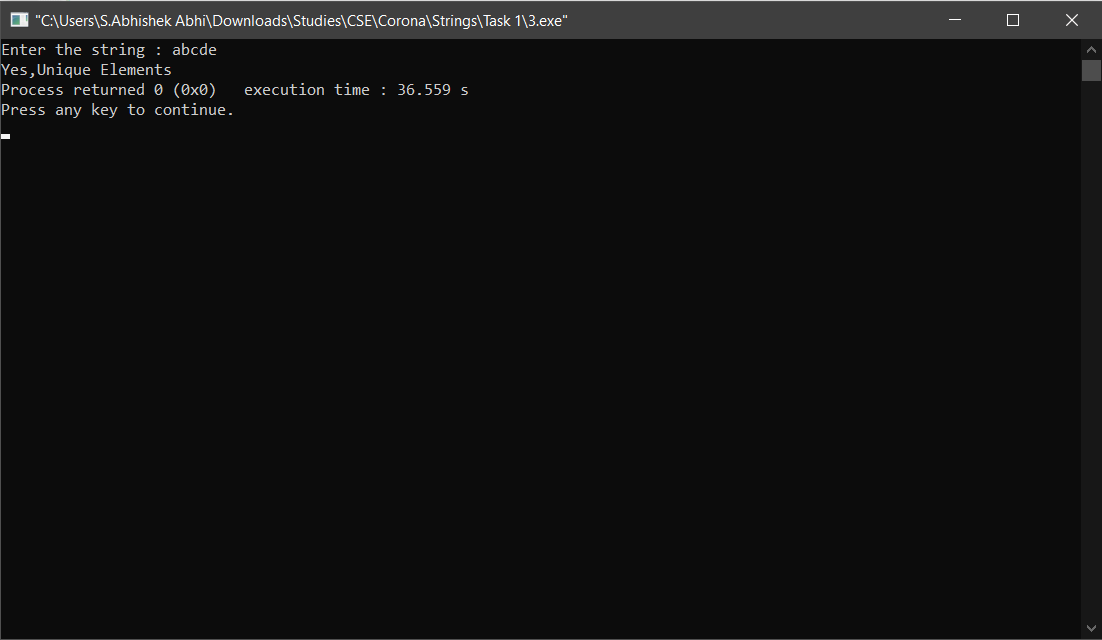 "C:\Users\S.Abhishek Abhi\Downloads\Studies\CSE\Corona\Strings\Task 1\3.exe"
Enter the string : abcde
Yes,Unique Elements
Process returned 0 (0x0)   execution time : 36.559 s
Press any key to continue.